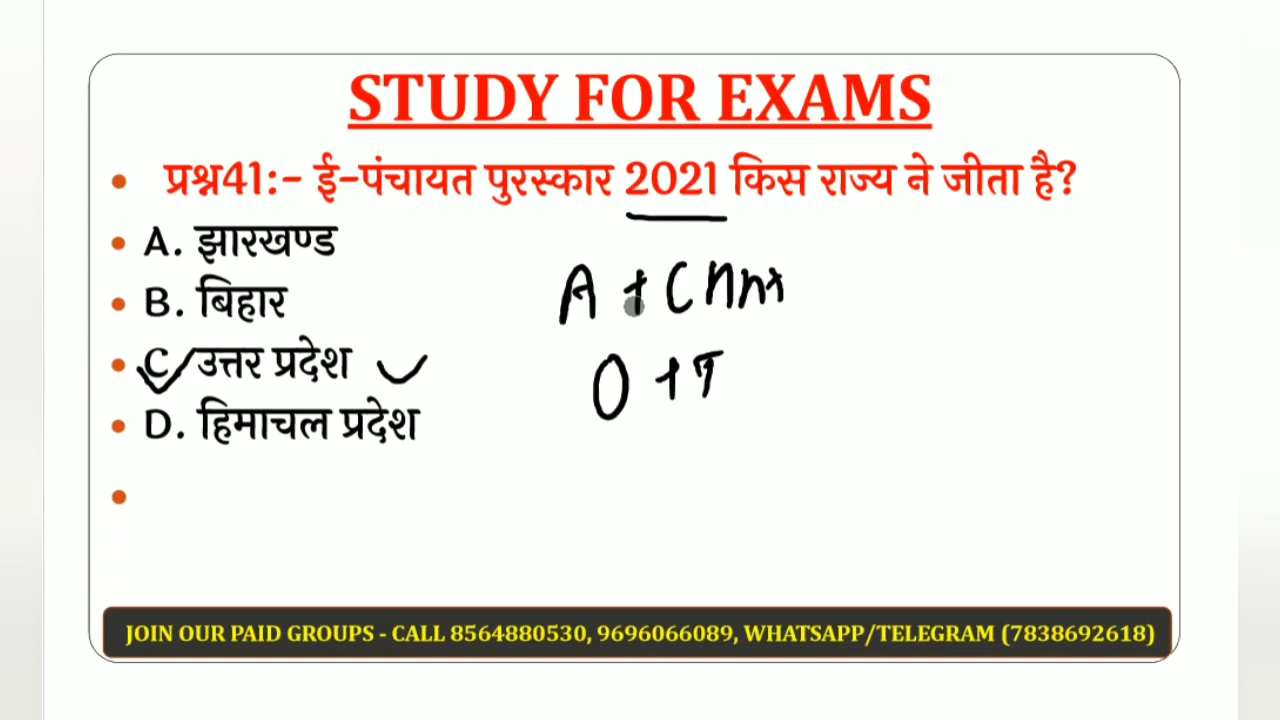 STUDY FOR EXAMS
• प्रश्न41:- ई-पंचायत पुरस्कार 2021 किस राज्य ने जीता है?
• A. झारखण्ड
• B. बिहार
• C उत्तर प्रदेश
• D. हिमाचल प्रदेश
A +
O +
JOIN OUR PAID GROUPS - CALL 8564880530, 9696066089, WHATSAPP/TELEGRAM (7838692618)